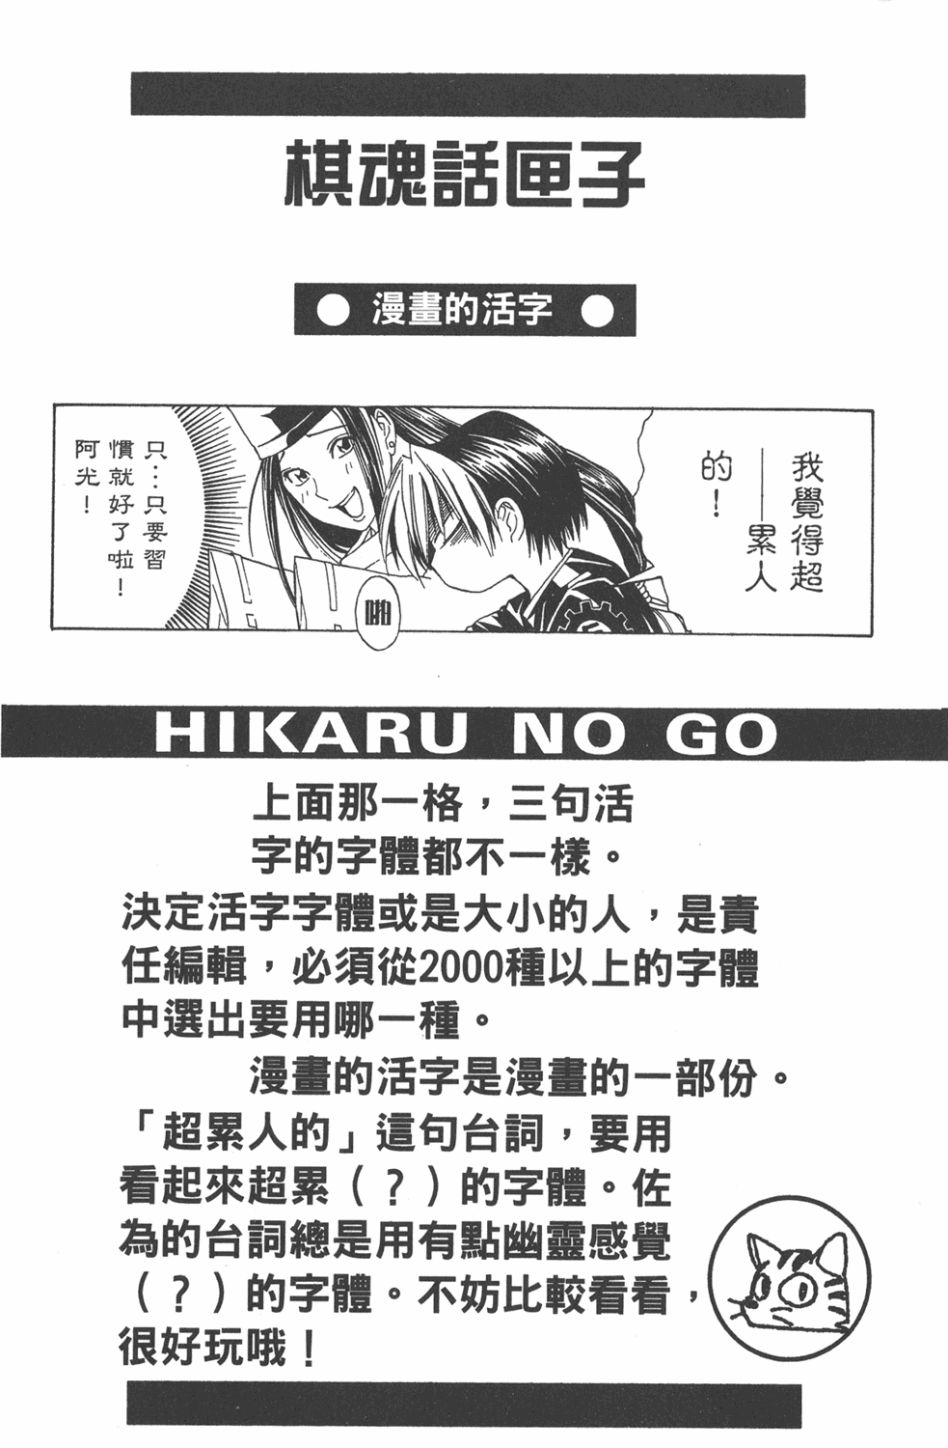 棋魂話匣子
● 漫畫的活字 ●
我覺得超
——累人
的！
啪
只…只要習
慣就好了啦！
阿光！
HIKARU NO GO
上面那一格，三句活
字的字體都不一樣。
決定活字字體或是大小的人，是責
任編輯，必須從2000種以上的字體
中選出要用哪一種。
漫畫的活字是漫畫的一部份。
「超累人的」這句台詞，要用
看起來超累（？）的字體。佐
為的台詞總是用有點幽靈感覺
（？）的字體。不妨比較看看，
很好玩哦！